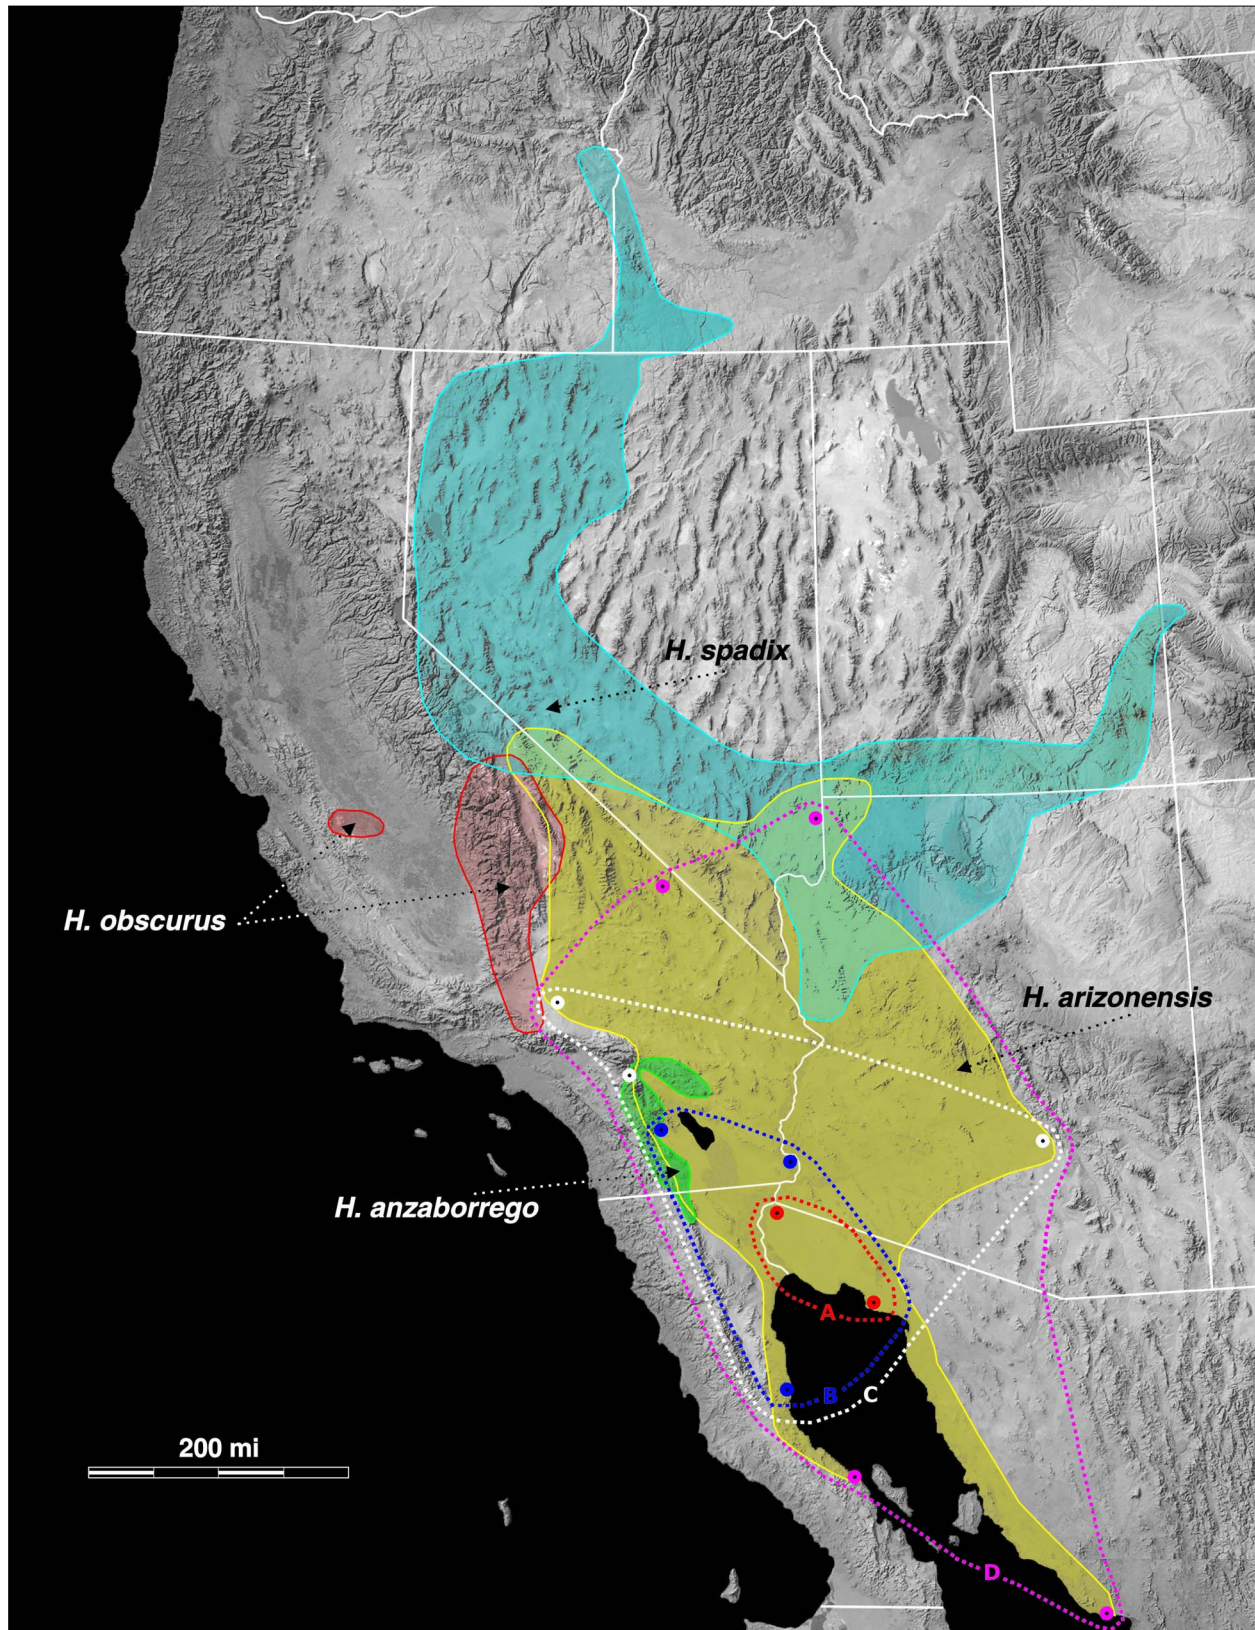 H. spadix
H. obscurus
H. arizonensis
H. anzaborrego
A
B
C
200 mi
D